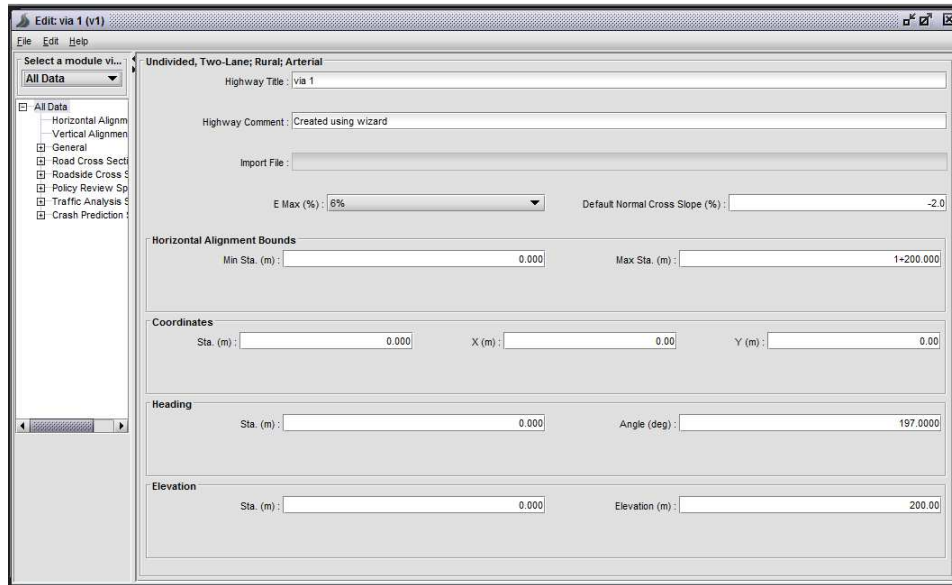 Edit: via 1 (v1)
File Edit Help
Select a module vi...
All Data
All Data
Horizontal Alignm
Vertical Alignmen
General
Road Cross Secti
Roadside Cross S
Policy Review Sp
Traffic Analysis S
Crash Prediction S
Undivided, Two-Lane; Rural; Arterial
Highway Title : via 1
Highway Comment : Created using wizard
Import File :
E Max (%) : 6% Default Normal Cross Slope (%) : -2.0
Horizontal Alignment Bounds
Min Sta. (m) : 0.000 Max Sta. (m) : 1+200.000
Coordinates
Sta. (m) : 0.000 X (m) : 0.00 Y (m) : 0.00
Heading
Sta. (m) : 0.000 Angle (deg) : 197.0000
Elevation
Sta. (m) : 0.000 Elevation (m) : 200.00